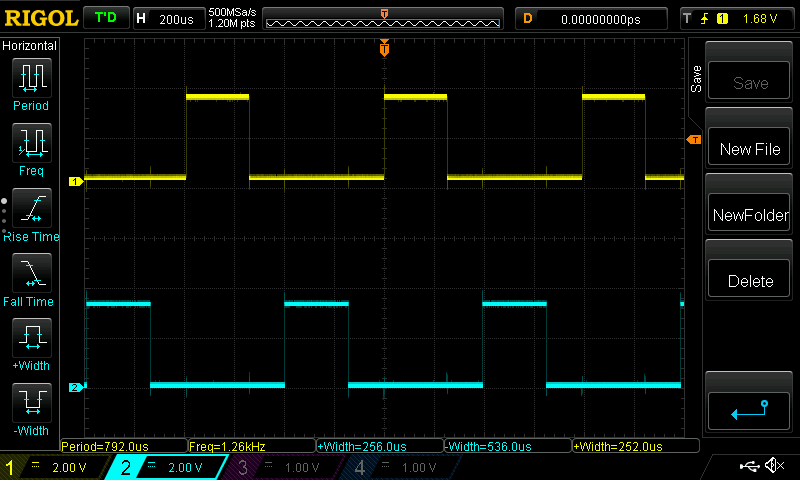 RIGOL T'D H 200us 500MSa/s 1.20M pts T D 0.00000000ps T 1 1.68 V
Horizontal
Period
Freq
Rise Time
Fall Time
+Width
-Width
T
T
1
2
Save
Save
New File
NewFolder
Delete
Period=792.0us Freq=1.26kHz +Width=256.0us -Width=536.0us +Width=252.0us
1 2.00 V 2 2.00 V 3 1.00 V 4 1.00 V